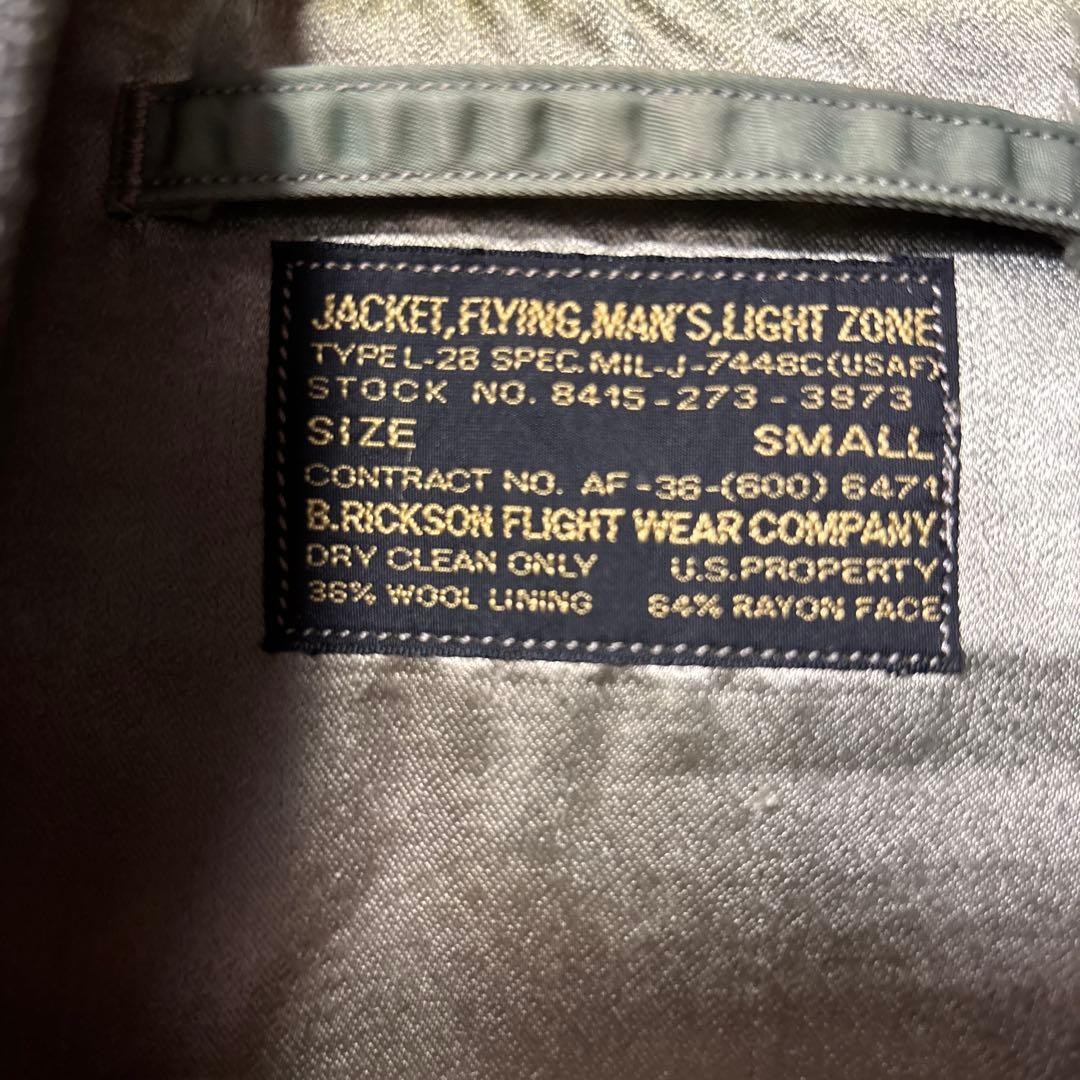 JACKET, FLYING, MAN'S, LIGHT ZONE
TYPE L-2B SPEC. MIL-J-7448C (USAF)
STOCK NO. 8415-273-3973
SIZE SMALL
CONTRACT NO. AF-36-(600) 6471
B.RICKSON FLIGHT WEAR COMPANY
DRY CLEAN ONLY U.S. PROPERTY
36% WOOL LINING 64% RAYON FACE